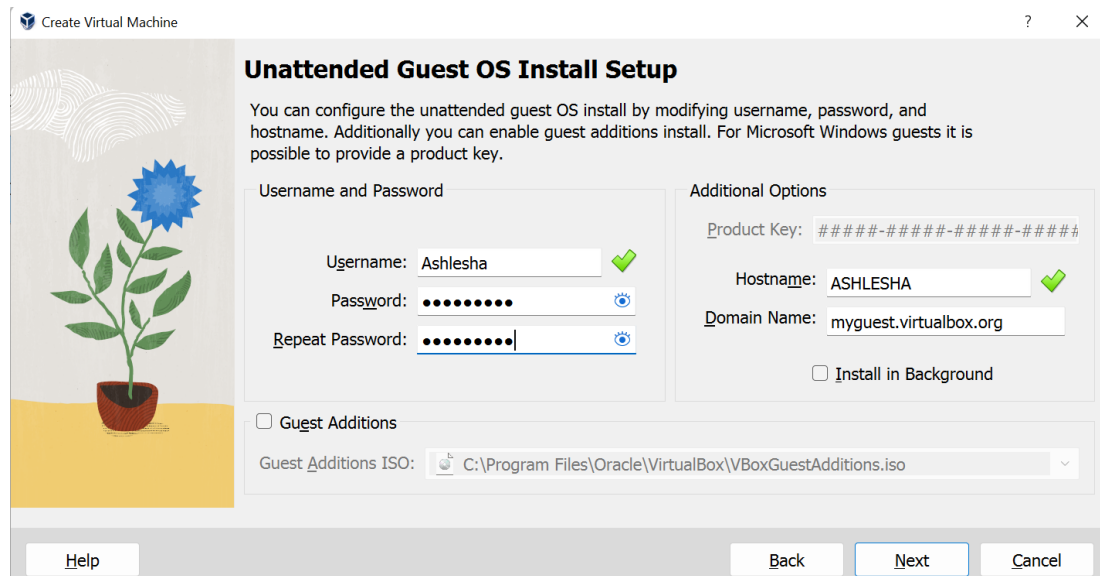 Create Virtual Machine
?
Unattended Guest OS Install Setup
You can configure the unattended guest OS install by modifying username, password, and
hostname. Additionally you can enable guest additions install. For Microsoft Windows guests it is
possible to provide a product key.
Username and Password
Username: Ashlesha
Password: ●●●●●●●●●
Repeat Password: ●●●●●●●●●
Additional Options
Product Key: #####-#####-#####-#####
Hostname: ASHLESHA
Domain Name: myguest.virtualbox.org
Install in Background
Guest Additions
Guest Additions ISO: C:\Program Files\Oracle\VirtualBox\VBoxGuestAdditions.iso
Help
Back
Next
Cancel